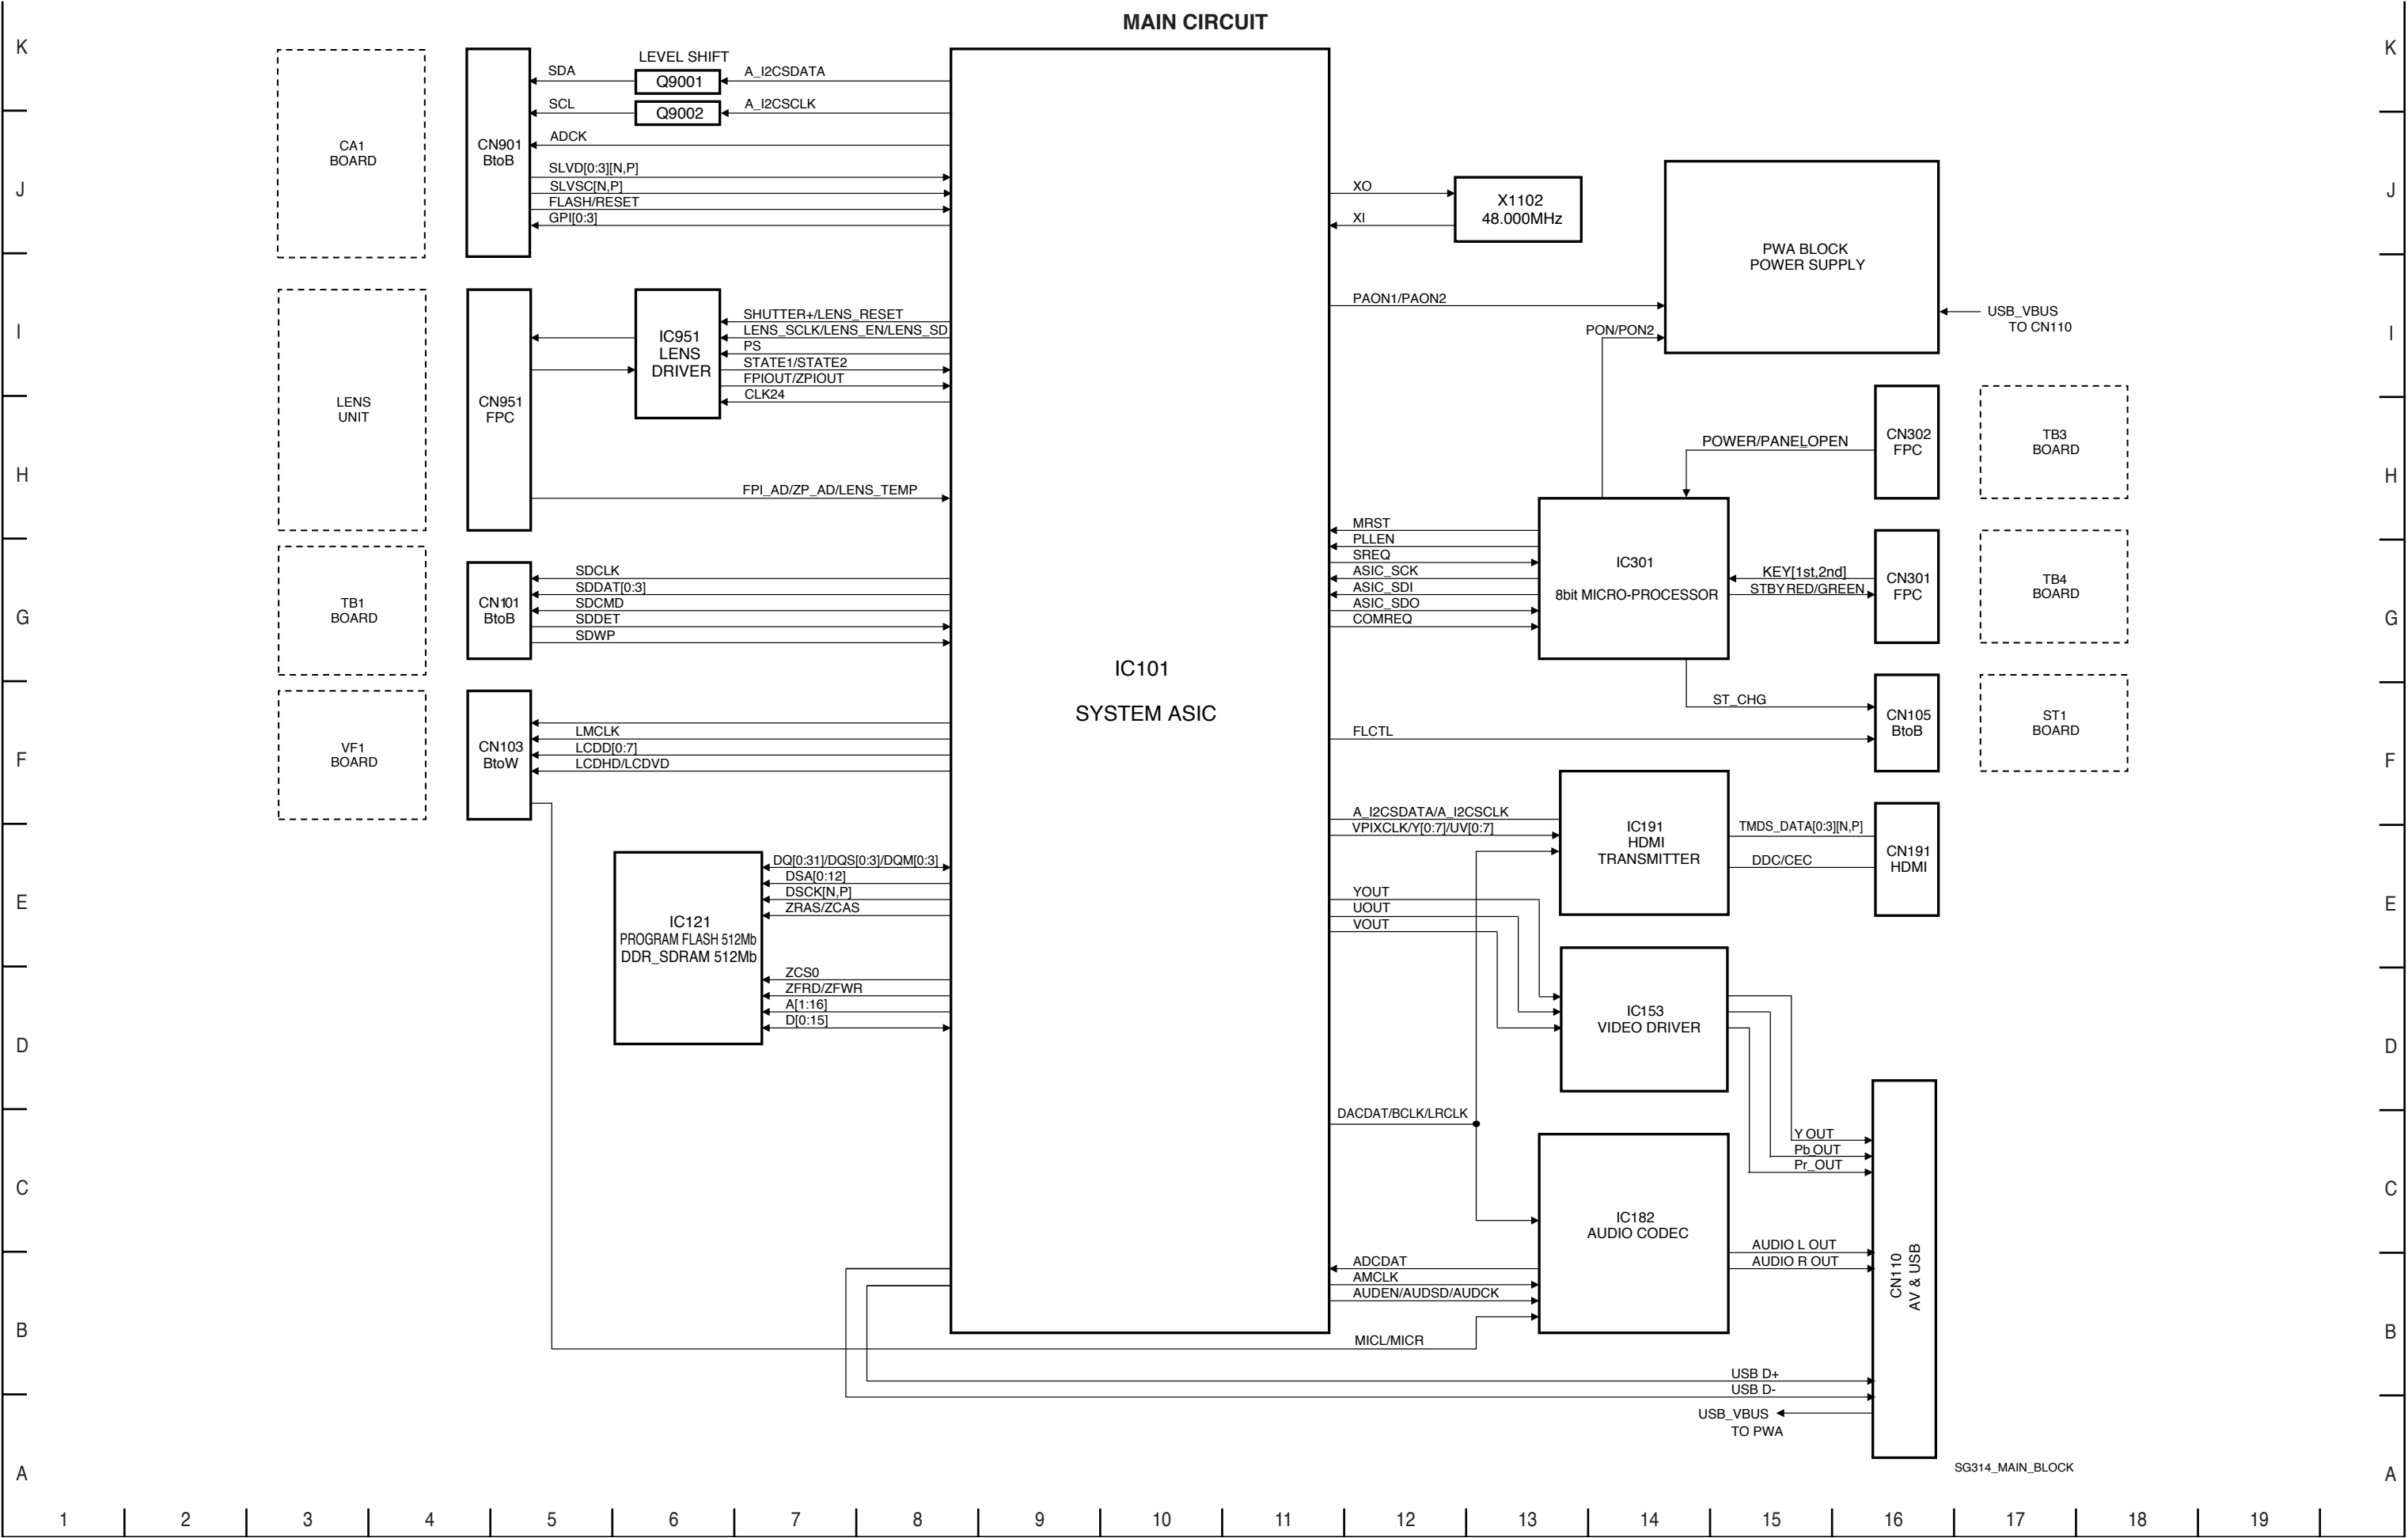 MAIN CIRCUIT
K
K
LEVEL SHIFT
SDA
Q9001
A_I2CSDATA
SCL
Q9002
A_I2CSCLK
ADCK
CA1
BOARD
CN901
BtoB
SLVD[0:3][N,P]
SLVSC[N,P]
FLASH/RESET
GPI[0:3]
J
J
XO
XI
X1102
48.000MHz
PWA BLOCK
POWER SUPPLY
PAON1/PAON2
PON/PON2
USB_VBUS
TO CN110
I
I
IC951
LENS
DRIVER
SHUTTER+/LENS_RESET
LENS_SCLK/LENS_EN/LENS_SD
PS
STATE1/STATE2
FPIOUT/ZPIOUT
CLK24
LENS
UNIT
CN951
FPC
FPI_AD/ZP_AD/LENS_TEMP
H
H
POWER/PANELOPEN
CN302
FPC
TB3
BOARD
MRST
PLLEN
SREQ
ASIC_SCK
ASIC_SDI
ASIC_SDO
COMREQ
IC301
8bit MICRO-PROCESSOR
KEY[1st,2nd]
STBYRED/GREEN
CN301
FPC
TB4
BOARD
G
G
TB1
BOARD
CN101
BtoB
SDCLK
SDDAT[0:3]
SDCMD
SDDET
SDWP
IC101
SYSTEM ASIC
ST_CHG
FLCTL
CN105
BtoB
ST1
BOARD
F
F
VF1
BOARD
CN103
BtoW
LMCLK
LCDD[0:7]
LCDHD/LCDVD
A_I2CSDATA/A_I2CSCLK
VPIXCLK/Y[0:7]/UV[0:7]
IC191
HDMI
TRANSMITTER
TMDS_DATA[0:3][N,P]
DDC/CEC
CN191
HDMI
E
E
IC121
PROGRAM FLASH 512Mb
DDR_SDRAM 512Mb
DQ[0:31]/DQS[0:3]/DQM[0:3]
DSA[0:12]
DSCK[N,P]
ZRAS/ZCAS
ZCS0
ZFRD/ZFWR
A[1:16]
D[0:15]
YOUT
UOUT
VOUT
IC153
VIDEO DRIVER
D
D
DACDAT/BCLK/LRCLK
Y OUT
Pb_OUT
Pr_OUT
C
C
IC182
AUDIO CODEC
AUDIO L OUT
AUDIO R OUT
CN110
AV & USB
ADCDAT
AMCLK
AUDEN/AUDSD/AUDCK
MICL/MICR
B
B
USB D+
USB D-
USB_VBUS
TO PWA
SG314_MAIN_BLOCK
A
A
1 2 3 4 5 6 7 8 9 10 11 12 13 14 15 16 17 18 19